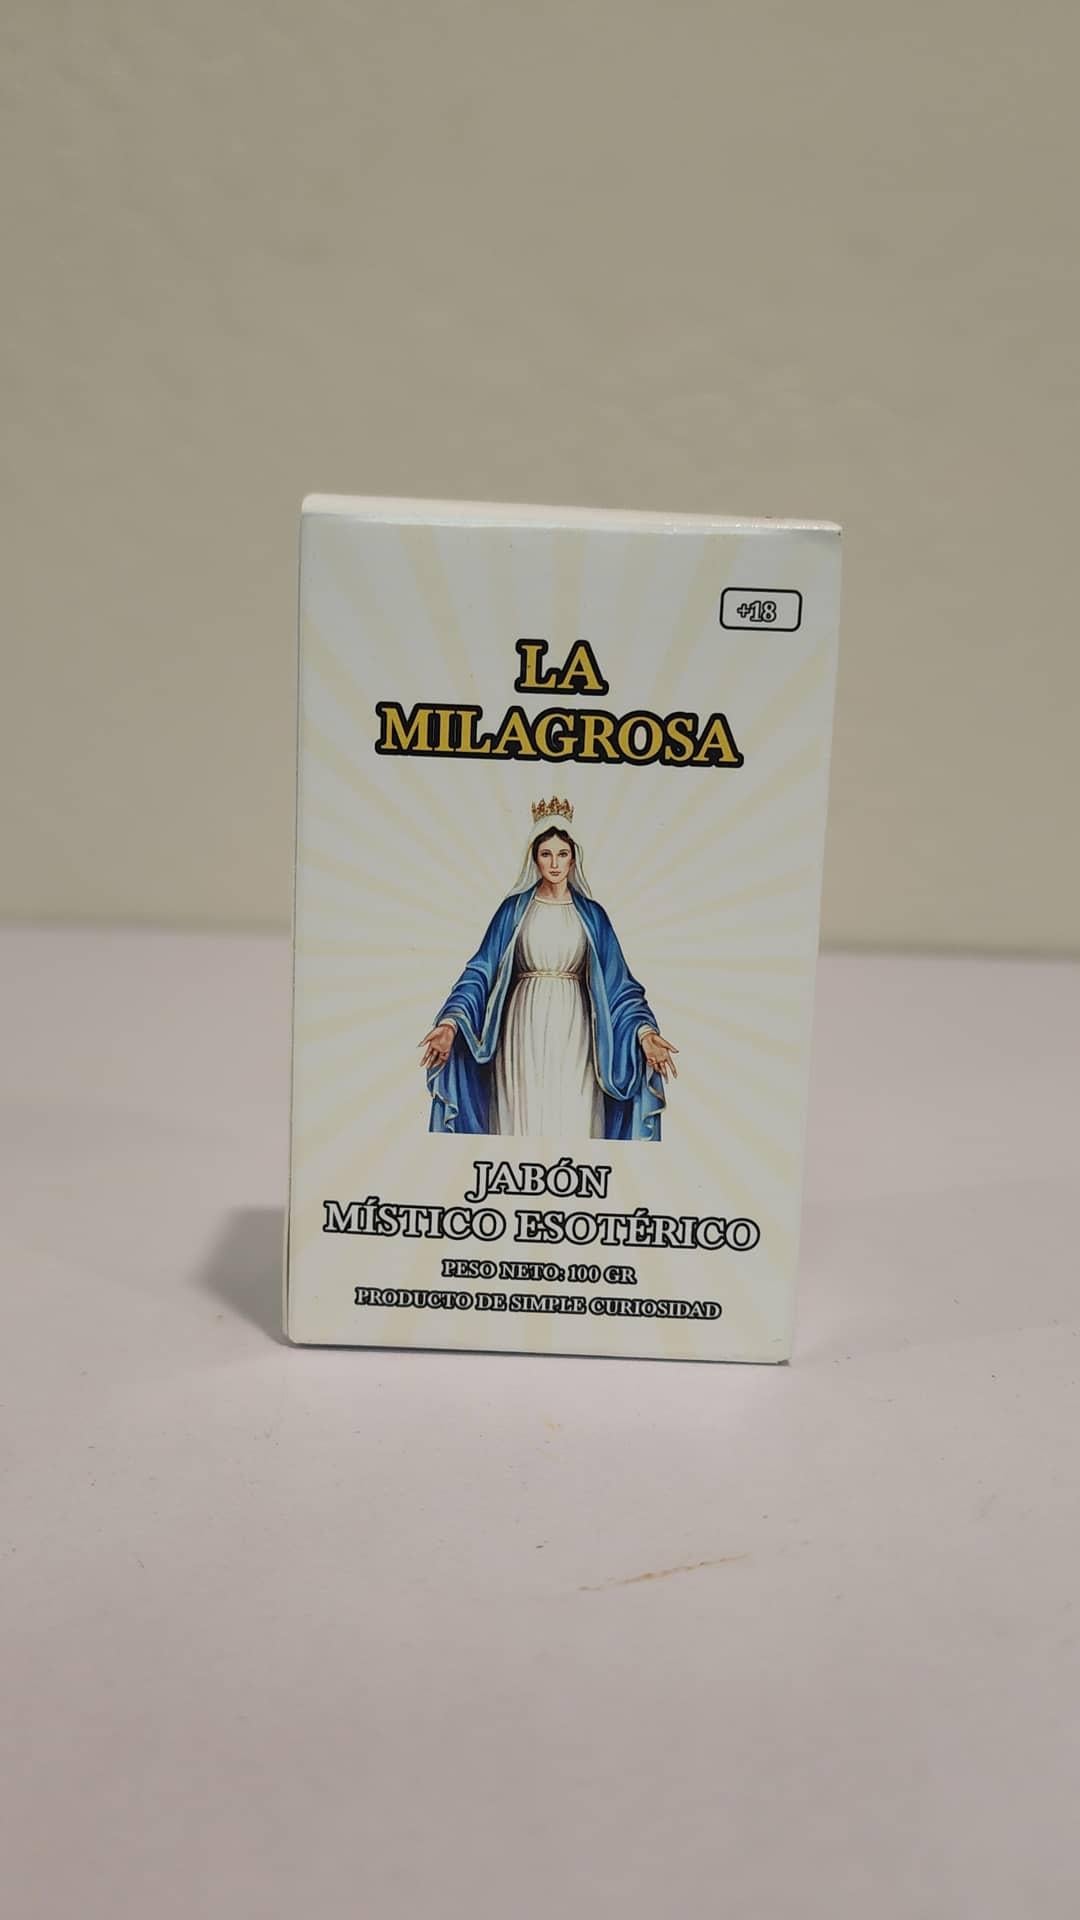 +18
LA
MILAGROSA
JABÓN
MÍSTICO ESOTÉRICO
PESO NETO: 100 GR
PRODUCTO DE SIMPLE CURIOSIDAD